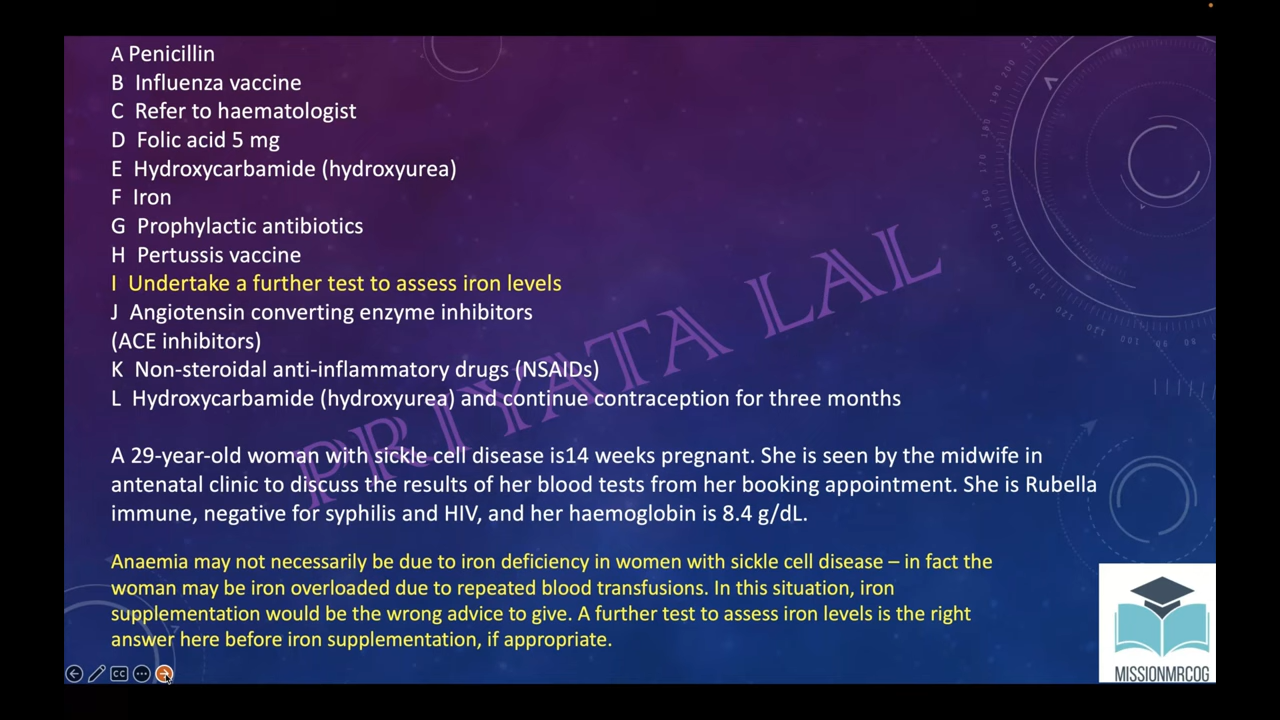 A Penicillin
B Influenza vaccine
C Refer to haematologist
D Folic acid 5 mg
E Hydroxycarbamide (hydroxyurea)
F Iron
G Prophylactic antibiotics
H Pertussis vaccine
I Undertake a further test to assess iron levels
J Angiotensin converting enzyme inhibitors
(ACE inhibitors)
K Non-steroidal anti-inflammatory drugs (NSAIDs)
L Hydroxycarbamide (hydroxyurea) and continue contraception for three months
PRIYATA LAL
A 29-year-old woman with sickle cell disease is14 weeks pregnant. She is seen by the midwife in
antenatal clinic to discuss the results of her blood tests from her booking appointment. She is Rubella
immune, negative for syphilis and HIV, and her haemoglobin is 8.4 g/dL.
Anaemia may not necessarily be due to iron deficiency in women with sickle cell disease – in fact the
woman may be iron overloaded due to repeated blood transfusions. In this situation, iron
supplementation would be the wrong advice to give. A further test to assess iron levels is the right
answer here before iron supplementation, if appropriate.
CC
MISSIONMRCOG